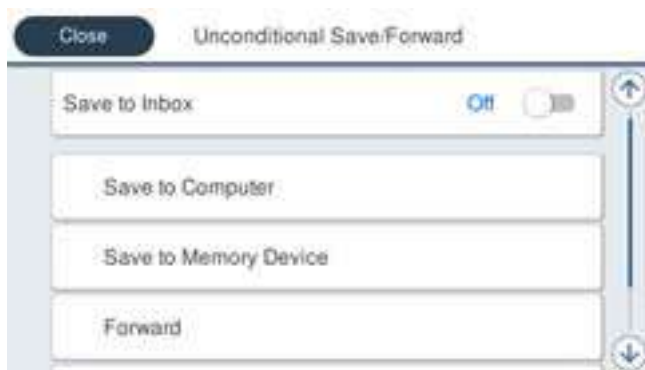 Close
Unconditional Save/Forward
Save to Inbox
Off
Save to Computer
Save to Memory Device
Forward